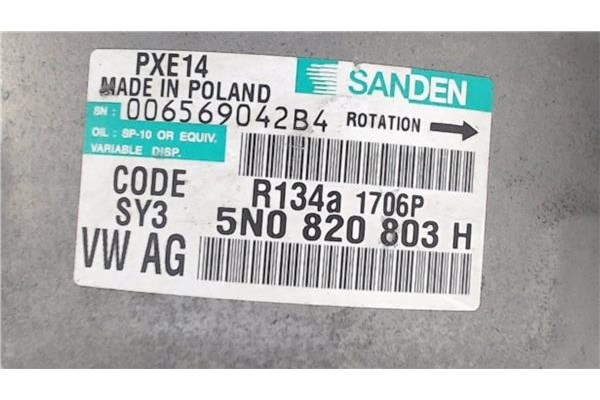 PXE14
SANDEN
MADE IN POLAND
SN: 006569042B4 ROTATION
OIL: SP-10 OR EQUIV.
VARIABLE DISP.
CODE
SY3
R134a 1706P
5N0 820 803 H
VW AG